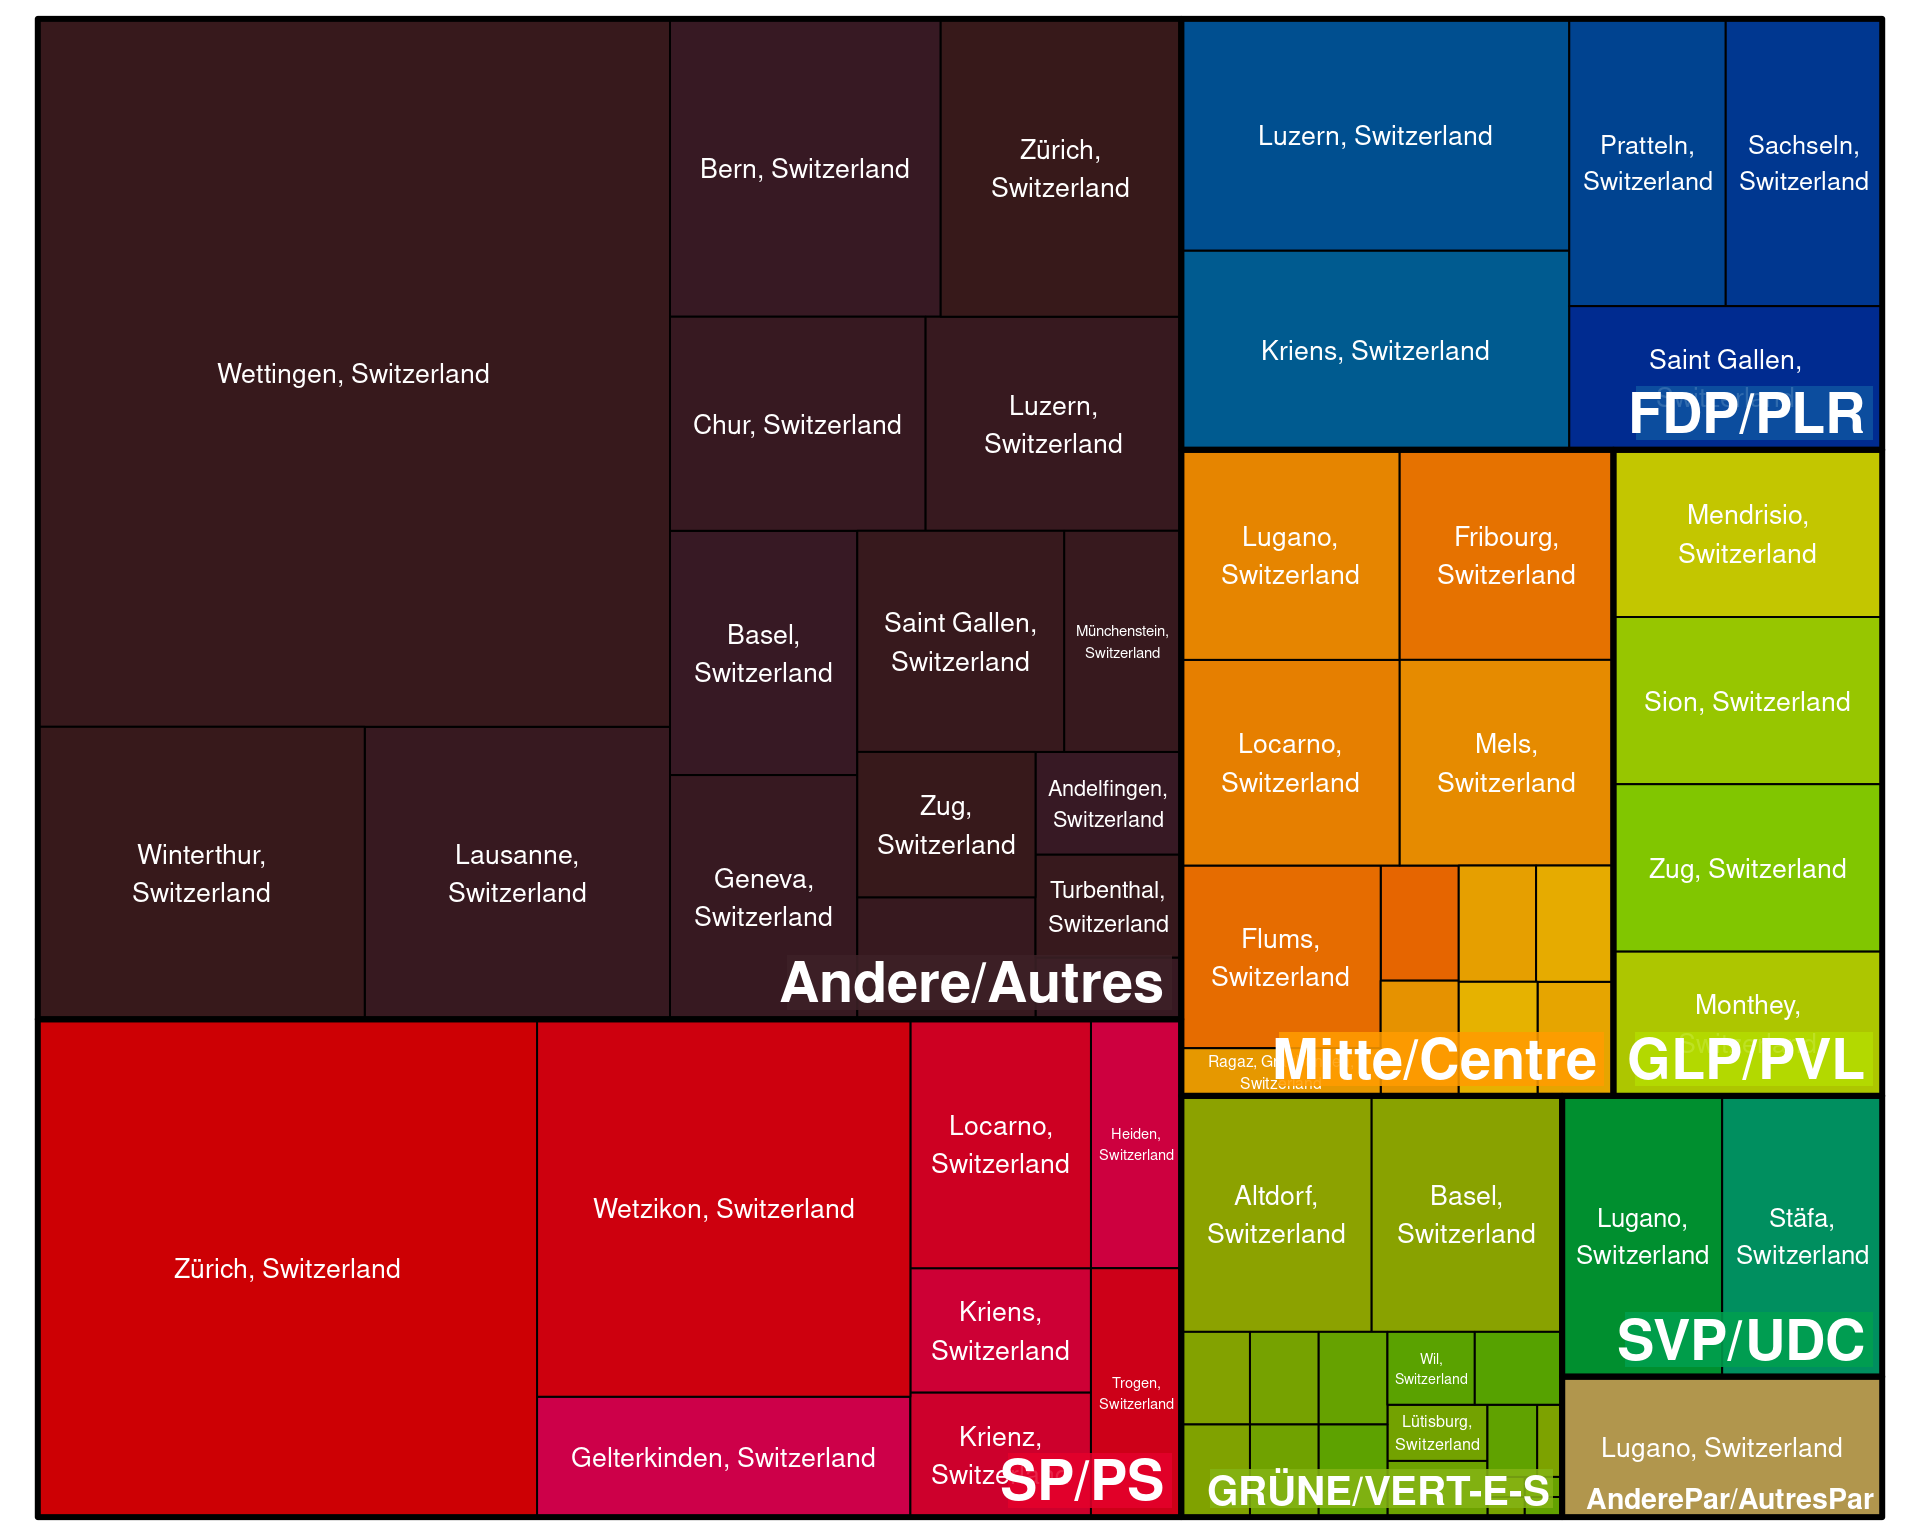 Wettingen, Switzerland
Bern, Switzerland
Zürich,
Switzerland
Chur, Switzerland
Luzern,
Switzerland
Basel,
Switzerland
Saint Gallen,
Switzerland
Münchenstein,
Switzerland
Winterthur,
Switzerland
Lausanne,
Switzerland
Geneva,
Switzerland
Zug,
Switzerland
Andelfingen,
Switzerland
Turbenthal,
Switzerland
Andere/Autres
Zürich, Switzerland
Wetzikon, Switzerland
Gelterkinden, Switzerland
Locarno,
Switzerland
Heiden,
Switzerland
Kriens,
Switzerland
Krienz,
Trogen,
Switzerland
SP/PS
Luzern, Switzerland
Kriens, Switzerland
Pratteln,
Switzerland
Sachseln,
Switzerland
Saint Gallen,
Switzerland
FDP/PLR
Lugano,
Switzerland
Fribourg,
Switzerland
Locarno,
Switzerland
Mels,
Switzerland
Flums,
Switzerland
Ragaz,
Switzerland
Mitte/Centre
Mendrisio,
Switzerland
Sion, Switzerland
Zug, Switzerland
Monthey,
Switzerland
GLP/PVL
Altdorf,
Switzerland
Basel,
Switzerland
Wil,
Switzerland
Lütisburg,
Switzerland
GRÜNE/VERT-E-S
Lugano,
Switzerland
Stäfa,
Switzerland
SVP/UDC
Lugano, Switzerland
AnderePar/AutresPar